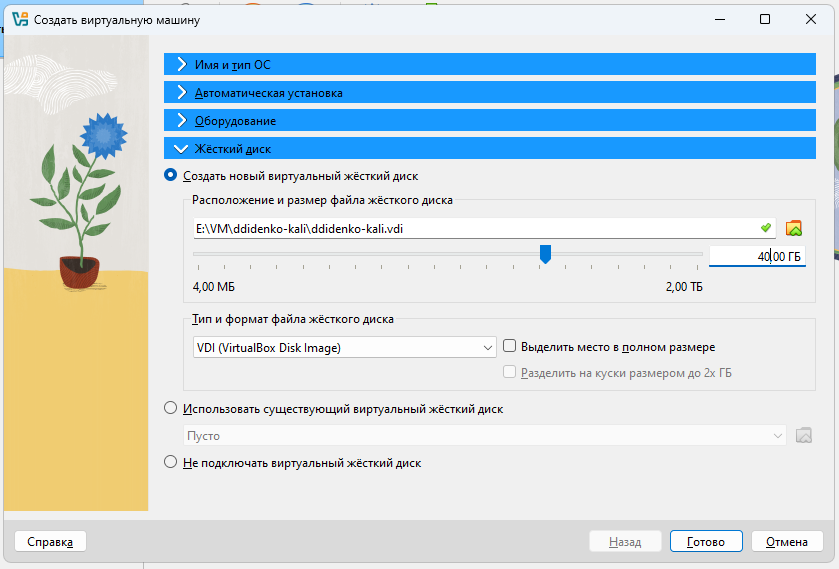 Создать виртуальную машину
Имя и тип ОС
Автоматическая установка
Оборудование
Жёсткий диск
Создать новый виртуальный жёсткий диск
Расположение и размер файла жёсткого диска
E:\VM\ddidenko-kali\ddidenko-kali.vdi
40,00 ГБ
4,00 МБ 2,00 ТБ
Тип и формат файла жёсткого диска
VDI (VirtualBox Disk Image) Выделить место в полном размере
Разделить на куски размером до 2х ГБ
Использовать существующий виртуальный жёсткий диск
Пусто
Не подключать виртуальный жёсткий диск
Справка Назад Готово Отмена